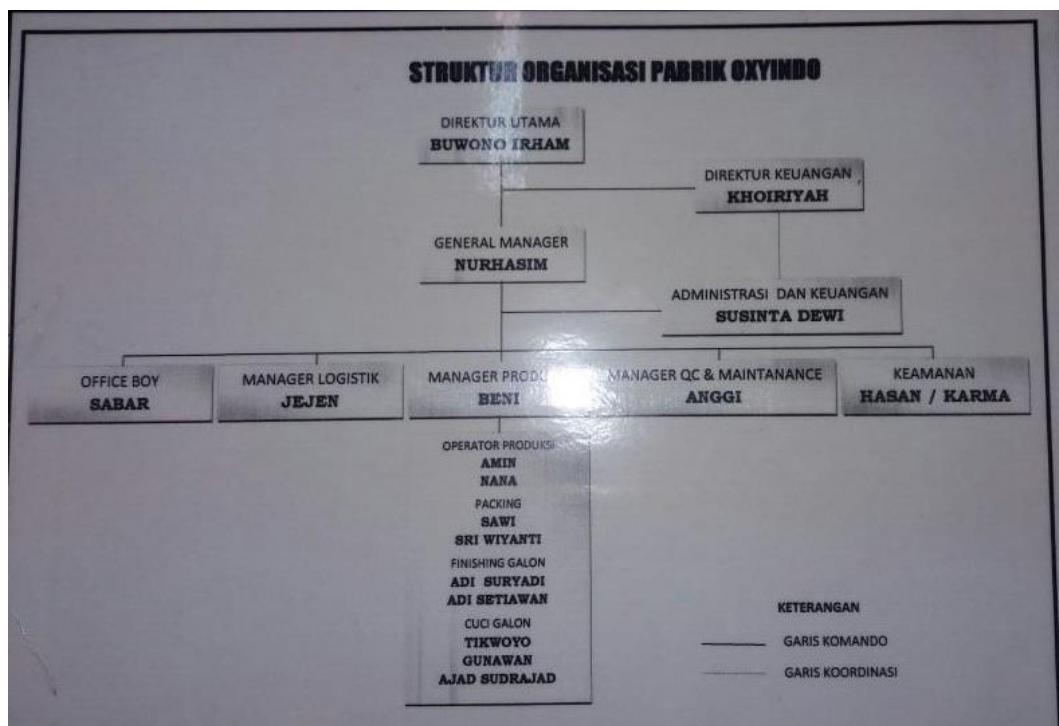 STRUKTUR ORGANISASI PABRIK OXYINDO
DIREKTUR UTAMA
BUWONO IRHAM
DIREKTUR KEUANGAN
KHOIRIYAH
GENERAL MANAGER
NURHASIM
ADMINISTRASI DAN KEUANGAN
SUSINTA DEWI
OFFICE BOY
SABAR
MANAGER LOGISTIK
JEJEN
MANAGER
BENI
MANAGER QC & MAINTANANCE
ANGGI
KEAMANAN
HASAN / KARMA
OPERATOR PRODUKSI
AMIN
NANA
PACKING
SAWI
SRI WIYANTI
FINISHING GALON
ADI SURYADI
ADI SETIAWAN
CUCI GALON
TIKWOYO
GUNAWAN
AJAD SUDRAJAD
KETERANGAN
GARIS KOMANDO
GARIS KOORDINASI